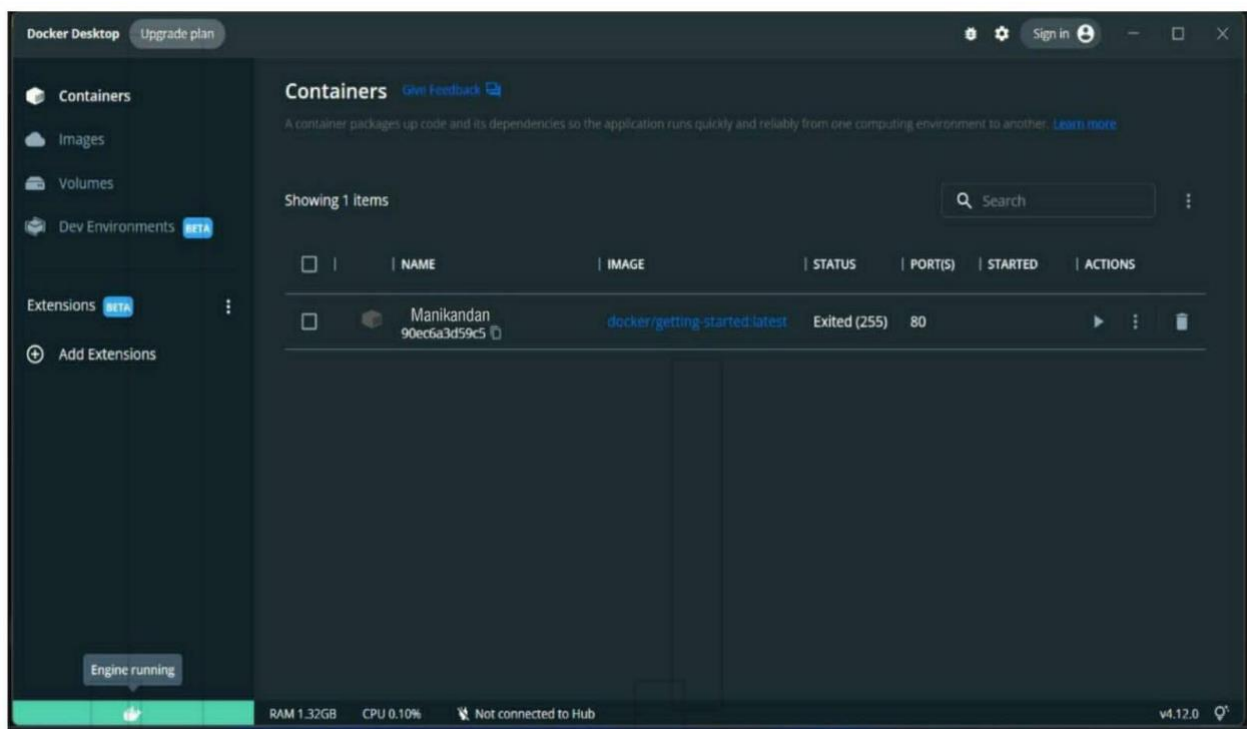 Docker Desktop Upgrade plan Sign in
Containers
Images
Volumes
Dev Environments BETA
Extensions BETA
Add Extensions
Containers Give Feedback
A container packages up code and its dependencies so the application runs quickly and reliably from one computing environment to another. Learn more
Showing 1 items Search
NAME IMAGE STATUS PORT(S) STARTED ACTIONS
Manikandan docker/getting-started:latest Exited (255) 80
90ec6a3d59c5
Engine running
RAM 1.32GB CPU 0.10% Not connected to Hub v4.12.0